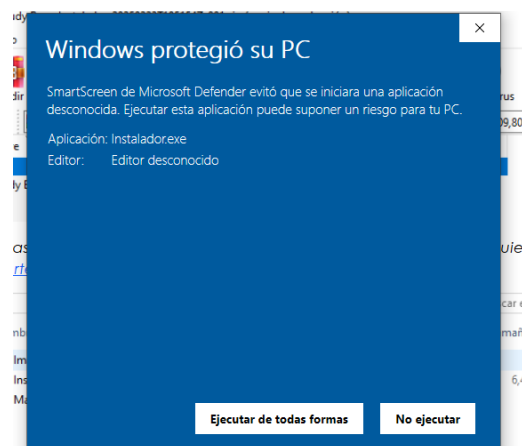 Windows protegió su PC
SmartScreen de Microsoft Defender evitó que se iniciara una aplicación
desconocida. Ejecutar esta aplicación puede suponer un riesgo para tu PC.
Aplicación: Instalador.exe
Editor: Editor desconocido
Ejecutar de todas formas
No ejecutar